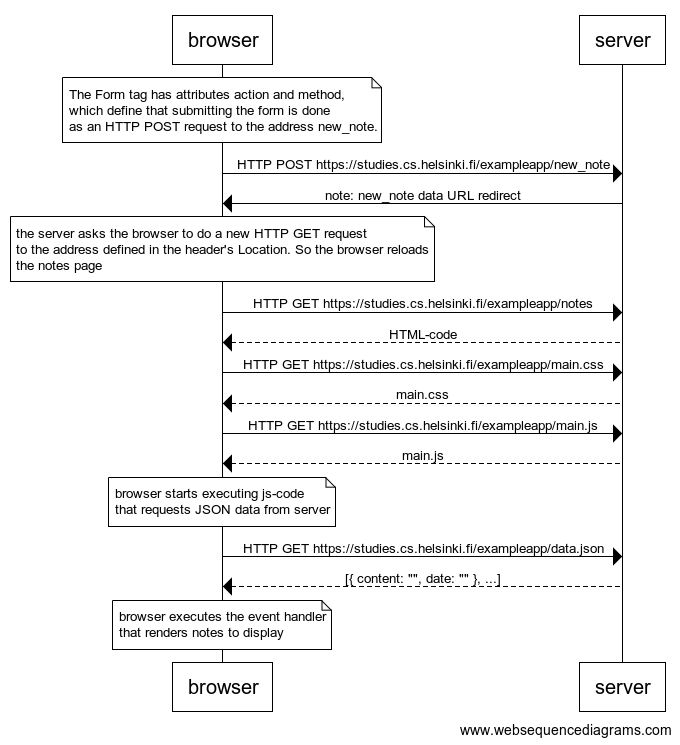 browser
server
The Form tag has attributes action and method,
which define that submitting the form is done
as an HTTP POST request to the address new_note.
HTTP POST https://studies.cs.helsinki.fi/exampleapp/new_note
note: new_note data URL redirect
the server asks the browser to do a new HTTP GET request
to the address defined in the header's Location. So the browser reloads
the notes page
HTTP GET https://studies.cs.helsinki.fi/exampleapp/notes
HTML-code
HTTP GET https://studies.cs.helsinki.fi/exampleapp/main.css
main.css
HTTP GET https://studies.cs.helsinki.fi/exampleapp/main.js
main.js
browser starts executing js-code
that requests JSON data from server
HTTP GET https://studies.cs.helsinki.fi/exampleapp/data.json
[{ content: "", date: "" }, ...]
browser executes the event handler
that renders notes to display
browser
server
www.websequencediagrams.com